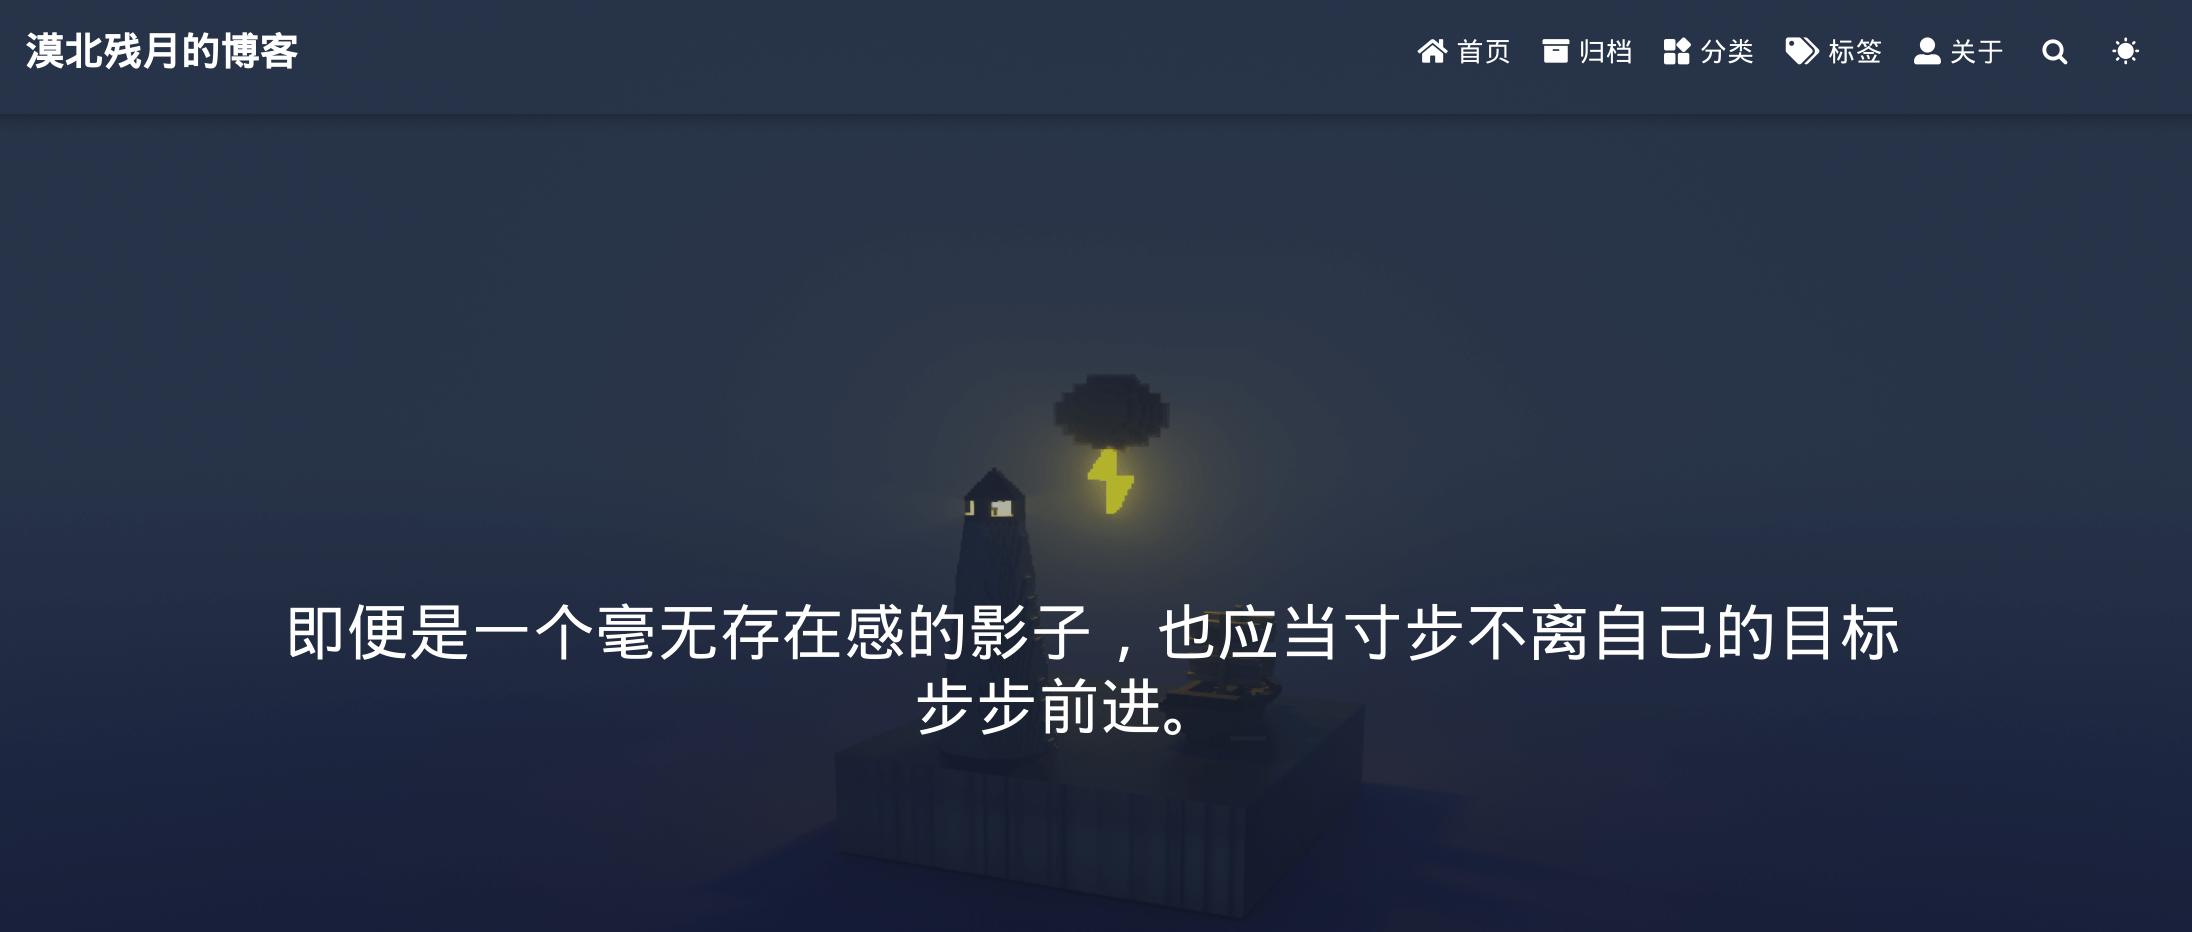 漠北残月的博客
首页 归档 分类 标签 关于
即便是一个毫无存在感的影子，也应当寸步不离自己的目标
步步前进。